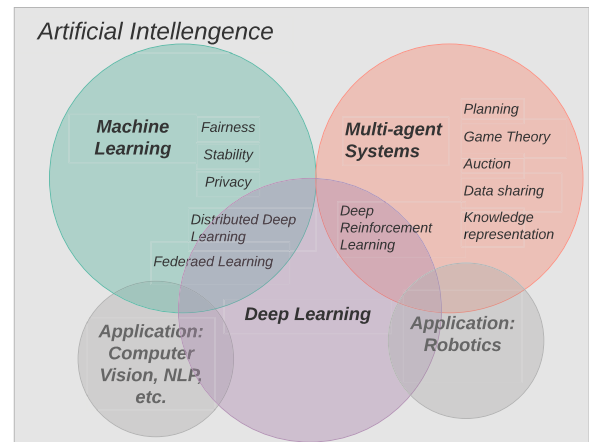 Artificial Intellengence
Machine
Learning
Fairness
Stability
Privacy
Distributed Deep
Learning
Federaed Learning
Multi-agent
Systems
Planning
Game Theory
Auction
Data sharing
Knowledge
representation
Deep
Reinforcement
Learning
Deep Learning
Application:
Computer
Vision, NLP,
etc.
Application:
Robotics